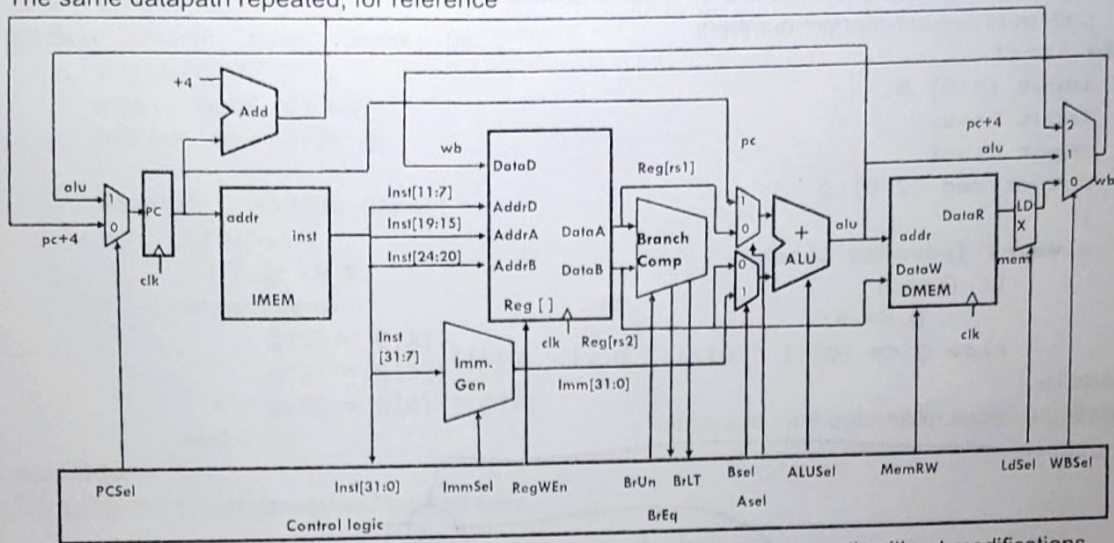 The same datapath repeated, for reference
+4
Add
pc
pc+4
wb
DataD
Reg[rs1]
alu
2
1
0
wb
alu
1
0
PC
Inst[11:7]
AddrD
addr
inst
Inst[19:15]
AddrA
DataA
Branch
Comp
1
0
+
ALU
alu
DataR
LD
X
addr
mem
pc+4
Inst[24:20]
AddrB
DataB
0
1
DataW
DMEM
clk
IMEM
Reg [ ]
clk
Reg[rs2]
clk
Inst
[31:7]
Imm.
Gen
Imm[31:0]
PCSel
Inst[31:0]
ImmSel
RegWEn
BrUn
BrLT
Bsel
ALUSel
MemRW
LdSel
WBSel
BrEq
Asel
Control logic
without modifications